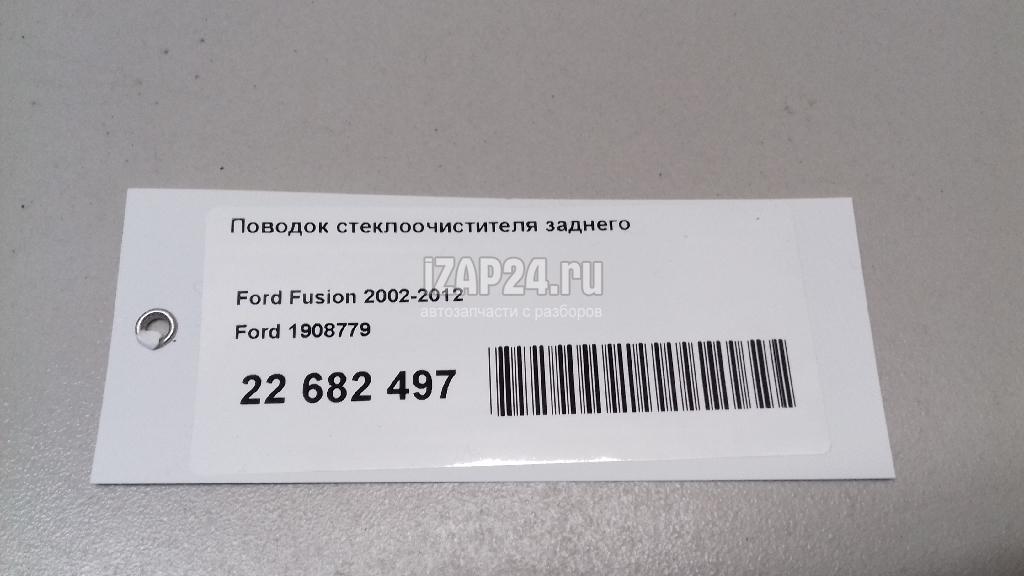 Поводок стеклоочистителя заднего
iZAP24.ru
Ford Fusion 2002-2012
автозапчасти с разборов
Ford 1908779
22 682 497